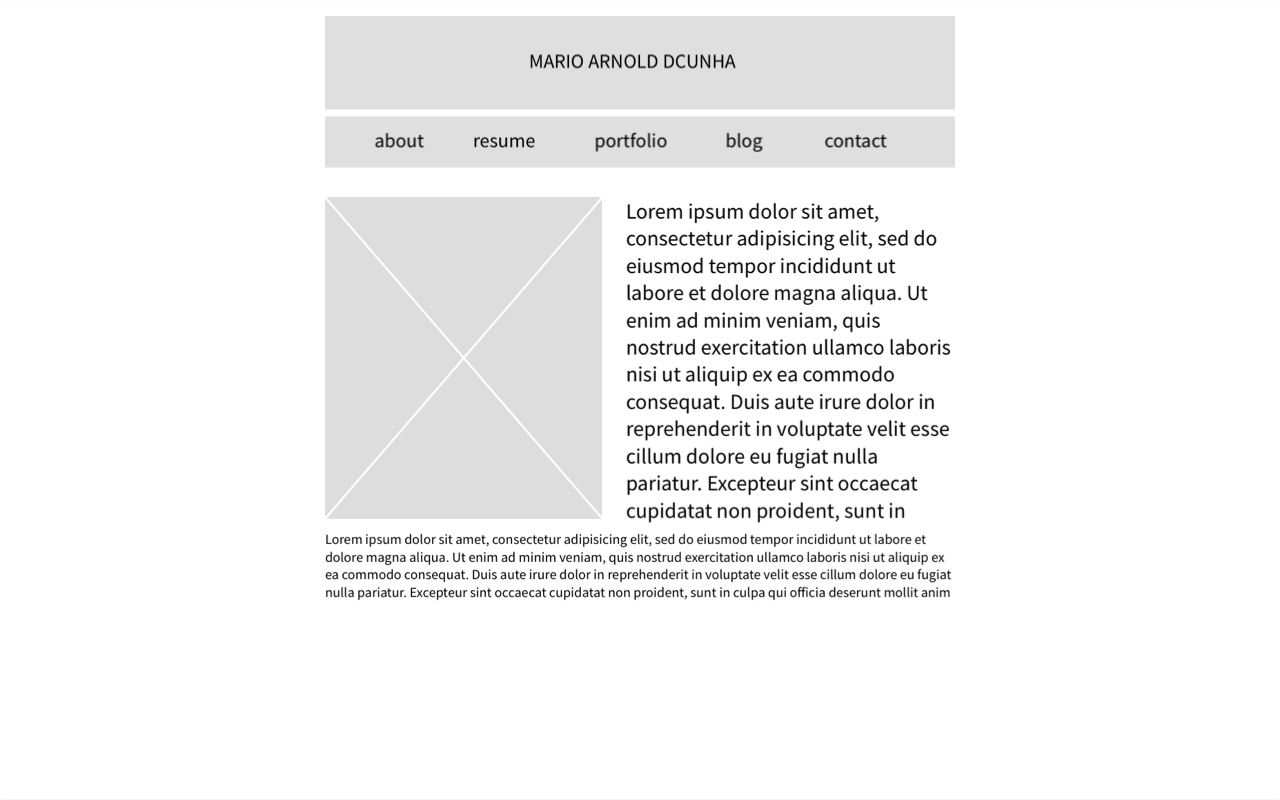 MARIO ARNOLD DCUNHA
about resume portfolio blog contact
Lorem ipsum dolor sit amet,
consectetur adipisicing elit, sed do
eiusmod tempor incididunt ut
labore et dolore magna aliqua. Ut
enim ad minim veniam, quis
nostrud exercitation ullamco laboris
nisi ut aliquip ex ea commodo
consequat. Duis aute irure dolor in
reprehenderit in voluptate velit esse
cillum dolore eu fugiat nulla
pariatur. Excepteur sint occaecat
cupidatat non proident, sunt in
Lorem ipsum dolor sit amet, consectetur adipisicing elit, sed do eiusmod tempor incididunt ut labore et
dolore magna aliqua. Ut enim ad minim veniam, quis nostrud exercitation ullamco laboris nisi ut aliquip ex
ea commodo consequat. Duis aute irure dolor in reprehenderit in voluptate velit esse cillum dolore eu fugiat
nulla pariatur. Excepteur sint occaecat cupidatat non proident, sunt in culpa qui officia deserunt mollit anim